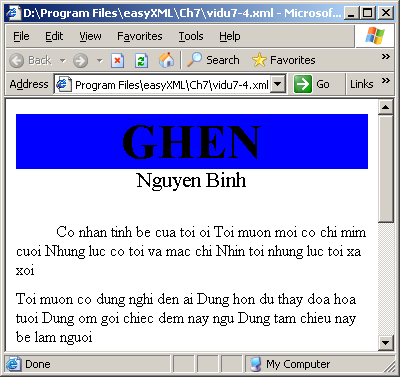 D:\Program Files\easyXML\Ch7\vidu7-4.xml - Microsof...
File Edit View Favorites Tools Help
Back Search Favorites
Address Program Files\easyXML\Ch7\vidu7-4.xml Go Links »
GHEN
Nguyen Binh
Co nhan tinh be cua toi oi Toi muon moi co chi mim
cuoi Nhung luc co toi va mac chi Nhin toi nhung luc toi xa
xoi
Toi muon co dung nghi den ai Dung hon du thay doa hoa
tuoi Dung om goi chiec dem nay ngu Dung tam chieu nay
be lam nguoi
Done My Computer